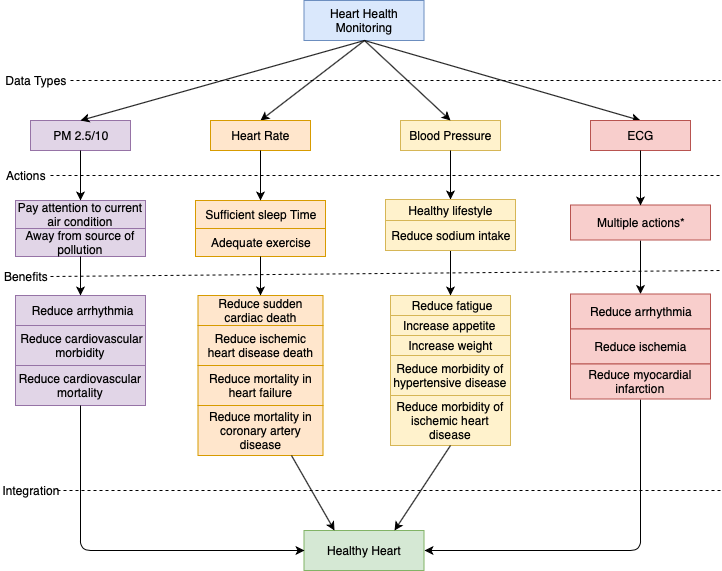 Heart Health
Monitoring
Data Types
PM 2.5/10
Heart Rate
Blood Pressure
ECG
Actions
Pay attention to current
air condition
Away from source of
pollution
Sufficient sleep Time
Adequate exercise
Healthy lifestyle
Reduce sodium intake
Multiple actions*
Benefits
Reduce arrhythmia
Reduce cardiovascular
morbidity
Reduce cardiovascular
mortality
Reduce sudden
cardiac death
Reduce ischemic
heart disease death
Reduce mortality in
heart failure
Reduce mortality in
coronary artery
disease
Reduce fatigue
Increase appetite
Increase weight
Reduce morbidity of
hypertensive disease
Reduce morbidity of
ischemic heart
disease
Reduce arrhythmia
Reduce ischemia
Reduce myocardial
infarction
Integration
Healthy Heart